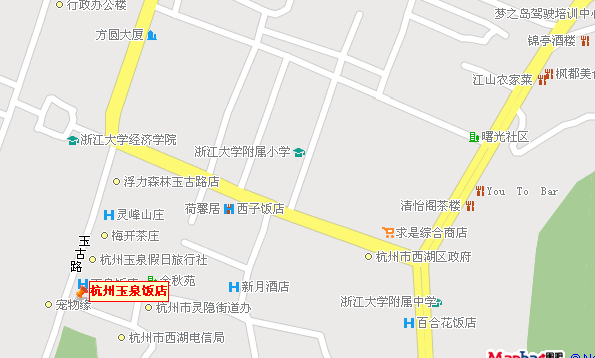 行政办公楼
梦之岛驾驶培训中心
方圆大厦
锦亭酒楼
江山农家菜
枫都美食
浙江大学经济学院
曙光社区
浙江大学附属小学
浮力森林玉古路店
You To Bar
荷馨居
西子饭店
清怡阁茶楼
灵峰山庄
求是综合商店
梅开茶庄
玉古路
杭州玉泉假日旅行社
杭州市西湖区政府
金秋苑
新月酒店
杭州玉泉饭店
宠物缘
杭州市灵隐街道办
浙江大学附属中学
百合花饭店
杭州市西湖电信局
Mapbar
图吧